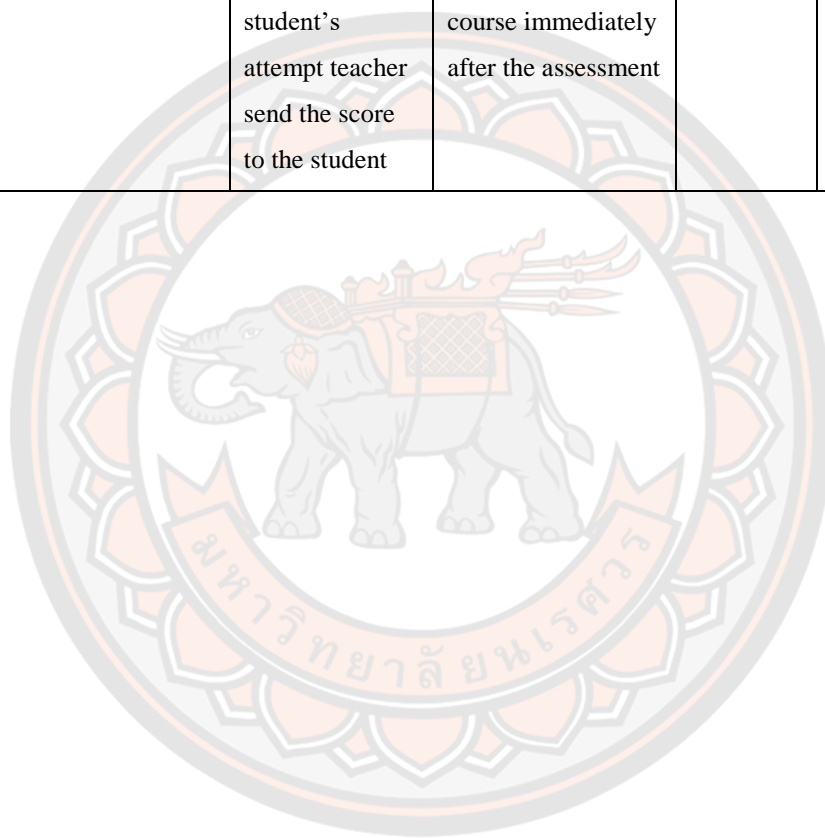 student’s
attempt teacher
send the score
to the student
course immediately
after the assessment
มหาวิทยาลัยนเรศวร